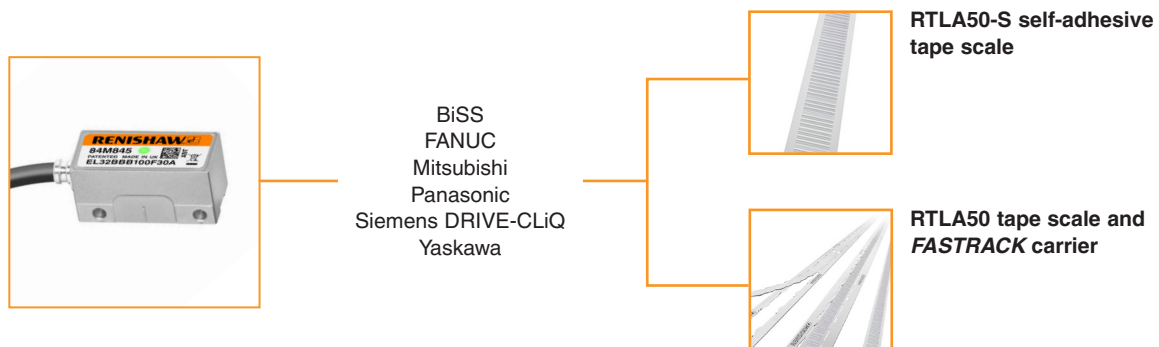 RENISHAW
84M845
PATENTED MADE IN UK
EL32BBB100F30A
BiSS
FANUC
Mitsubishi
Panasonic
Siemens DRIVE-CLiQ
Yaskawa
RTLA50-S self-adhesive
tape scale
RTLA50 tape scale and
FASTRACK carrier